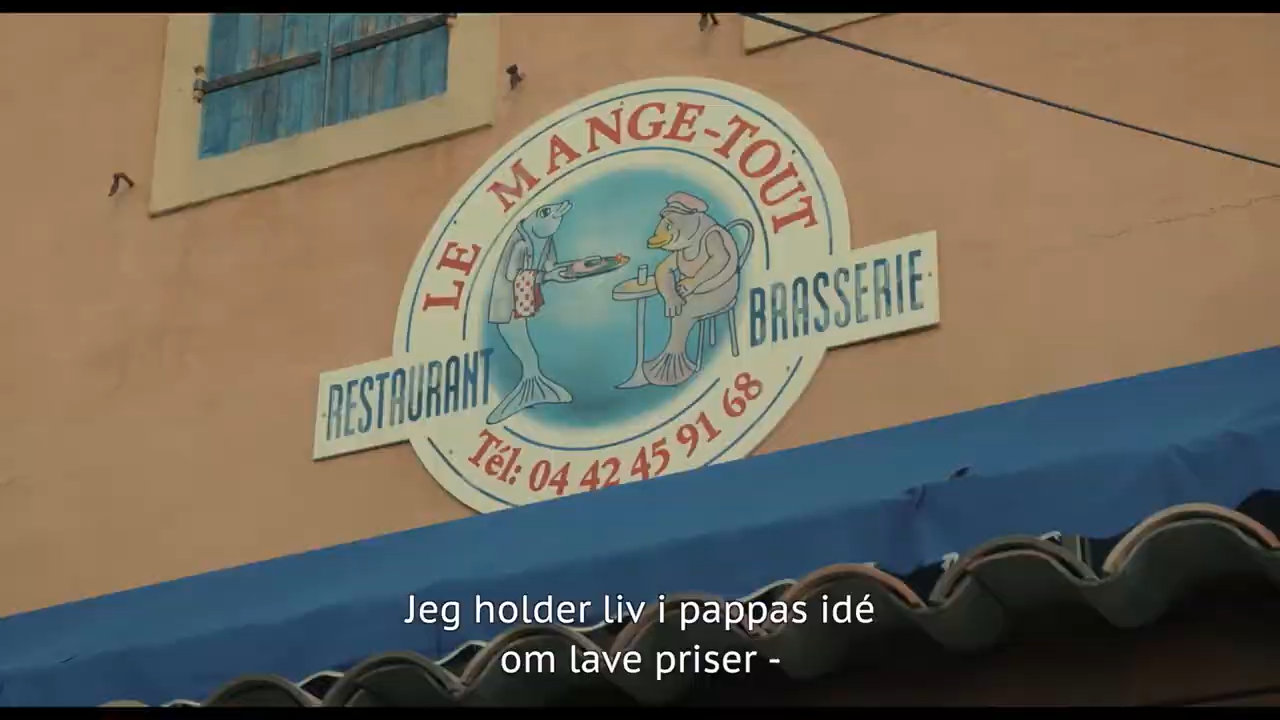 LE MANGE-TOUT
RESTAURANT
BRASSERIE
Tél: 04 42 45 91 68
Jeg holder liv i pappas idé
om lave priser -